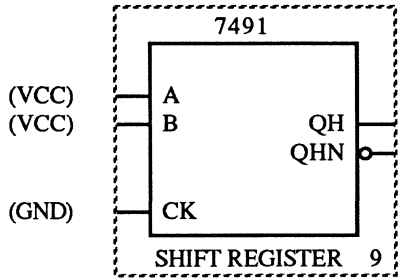 7491
(VCC) A
(VCC) B QH
QHN
(GND) CK
SHIFT REGISTER 9